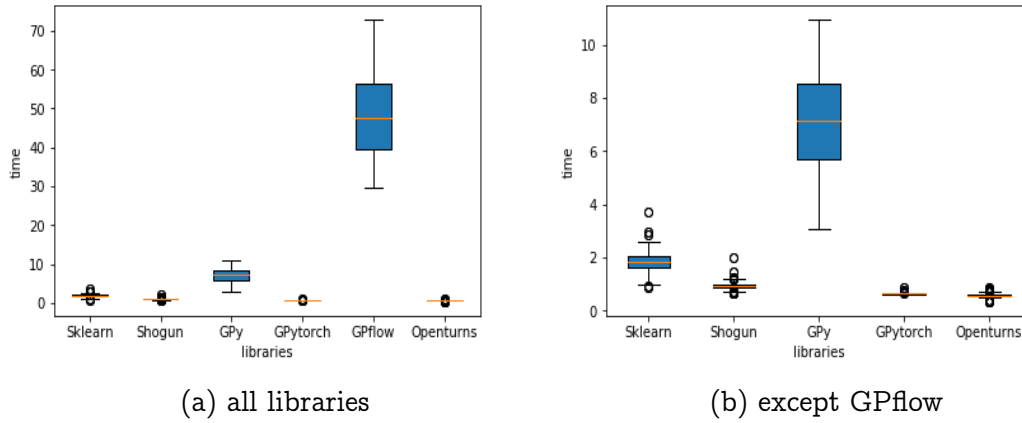 70
60
50
40
30
20
10
0
time
Sklearn Shogun GPy GPytorch GPflow Openturns
libraries
(a) all libraries
10
8
6
4
2
0
time
Sklearn Shogun GPy GPytorch Openturns
libraries
(b) except GPflow